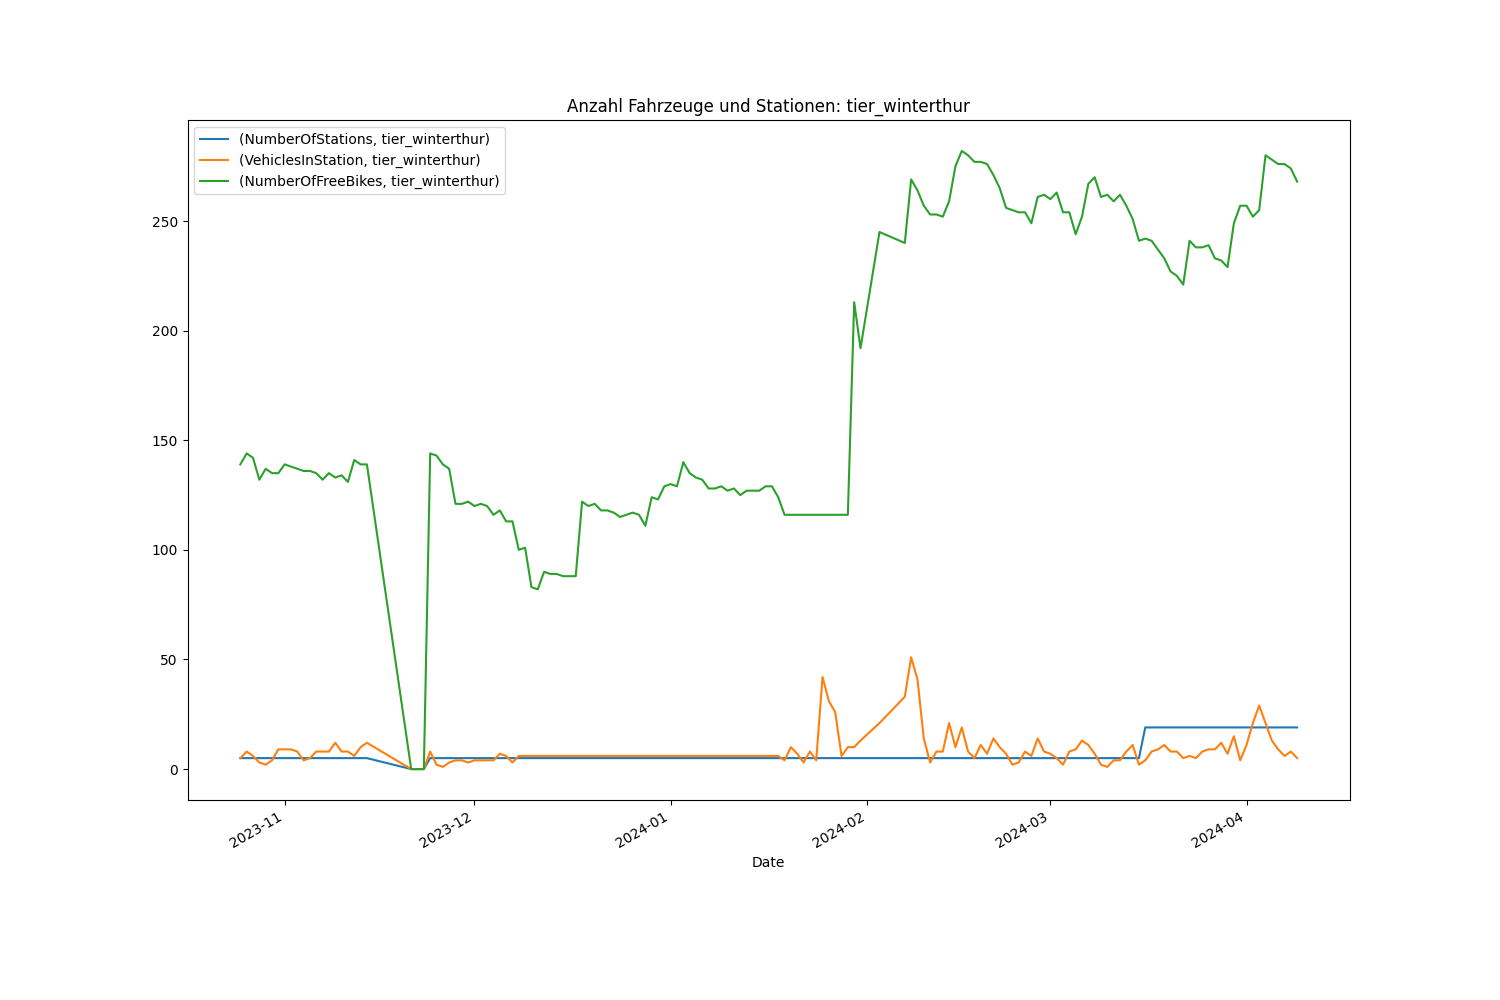 Anzahl Fahrzeuge und Stationen: tier_winterthur
(NumberOfStations, tier_winterthur)
(VehiclesInStation, tier_winterthur)
(NumberOfFreeBikes, tier_winterthur)
250
200
150
100
50
0
2023-11
2023-12
2024-01
2024-02
2024-03
2024-04
Date